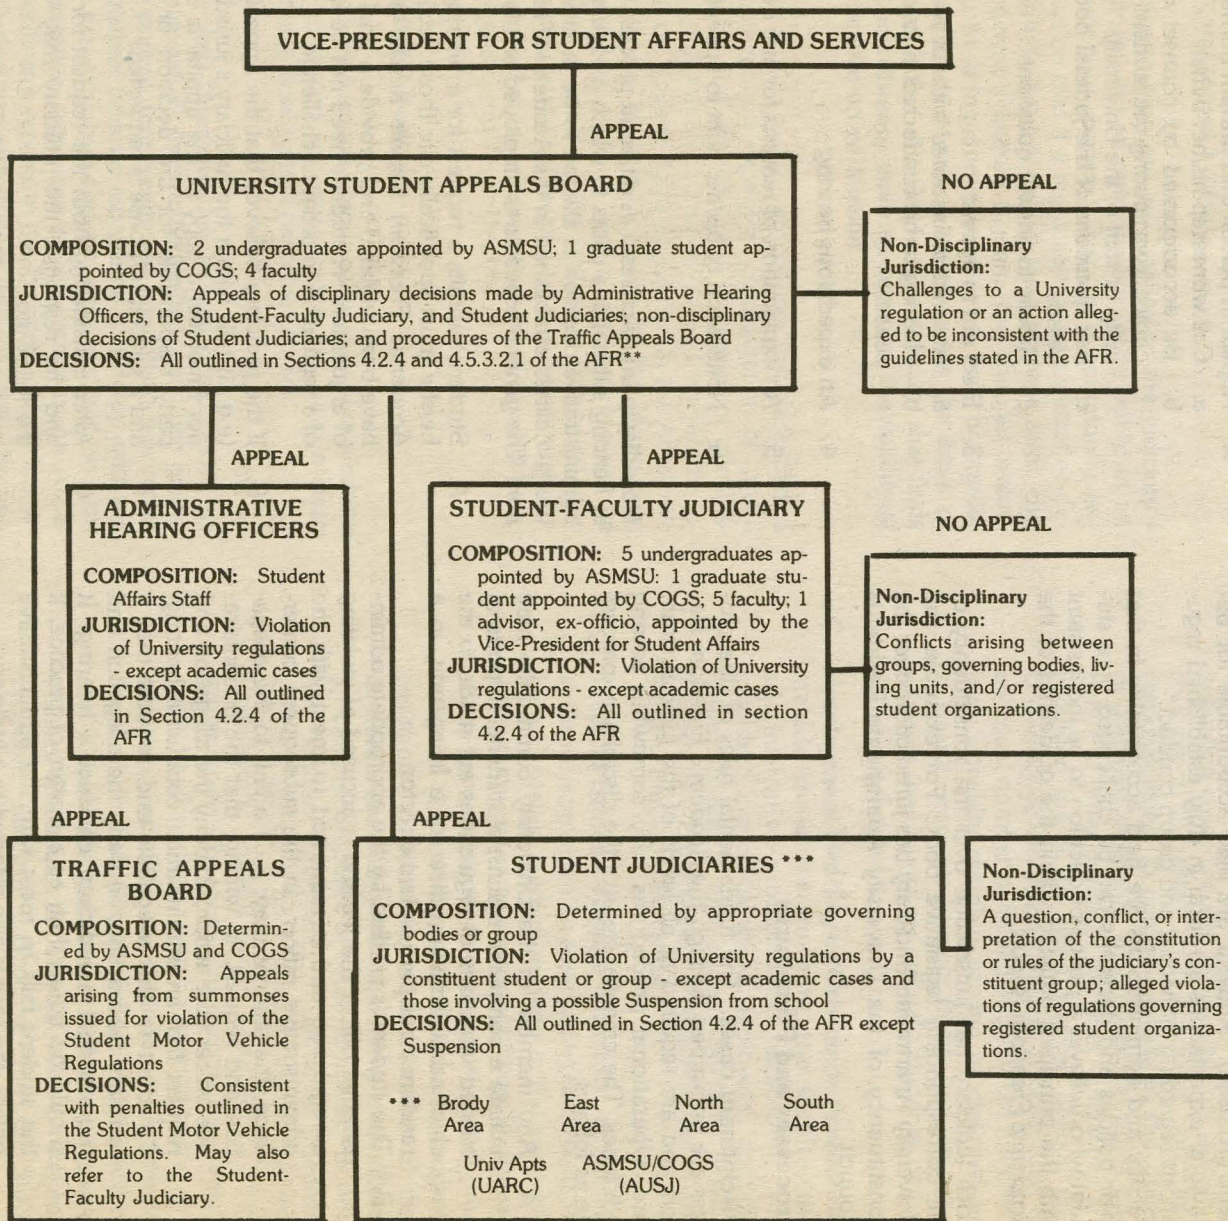 VICE-PRESIDENT FOR STUDENT AFFAIRS AND SERVICES
APPEAL
UNIVERSITY STUDENT APPEALS BOARD
COMPOSITION: 2 undergraduates appointed by ASMSU; 1 graduate student ap-
pointed by COGS; 4 faculty
JURISDICTION: Appeals of disciplinary decisions made by Administrative Hearing
Officers, the Student-Faculty Judiciary, and Student Judiciaries; non-disciplinary
decisions of Student Judiciaries; and procedures of the Traffic Appeals Board
DECISIONS: All outlined in Sections 4.2.4 and 4.5.3.2.1 of the AFR**
NO APPEAL
Non-Disciplinary
Jurisdiction:
Challenges to a University
regulation or an action alleg-
ed to be inconsistent with the
guidelines stated in the AFR.
APPEAL
ADMINISTRATIVE
HEARING OFFICERS
COMPOSITION: Student
Affairs Staff
JURISDICTION: Violation
of University regulations
- except academic cases
DECISIONS: All outlined
in Section 4.2.4 of the
AFR
APPEAL
STUDENT-FACULTY JUDICIARY
COMPOSITION: 5 undergraduates ap-
pointed by ASMSU: 1 graduate stu-
dent appointed by COGS; 5 faculty; 1
advisor, ex-officio, appointed by the
Vice-President for Student Affairs
JURISDICTION: Violation of University
regulations - except academic cases
DECISIONS: All outlined in section
4.2.4 of the AFR
NO APPEAL
Non-Disciplinary
Jurisdiction:
Conflicts arising between
groups, governing bodies, liv-
ing units, and/or registered
student organizations.
APPEAL
TRAFFIC APPEALS
BOARD
COMPOSITION: Determin-
ed by ASMSU and COGS
JURISDICTION: Appeals
arising from summonses
issued for violation of the
Student Motor Vehicle
Regulations
DECISIONS: Consistent
with penalties outlined in
the Student Motor Vehicle
Regulations. May also
refer to the Student-
Faculty Judiciary.
APPEAL
STUDENT JUDICIARIES ***
COMPOSITION: Determined by appropriate governing
bodies or group
JURISDICTION: Violation of University regulations by a
constituent student or group - except academic cases and
those involving a possible Suspension from school
DECISIONS: All outlined in Section 4.2.4 of the AFR except
Suspension
*** Brody East North South
Area Area Area Area
Univ Apts ASMSU/COGS
(UARC) (AUSJ)
Non-Disciplinary
Jurisdiction:
A question, conflict, or inter-
pretation of the constitution
or rules of the judiciary's con-
stituent group; alleged viola-
tions of regulations governing
registered student organiza-
tions.